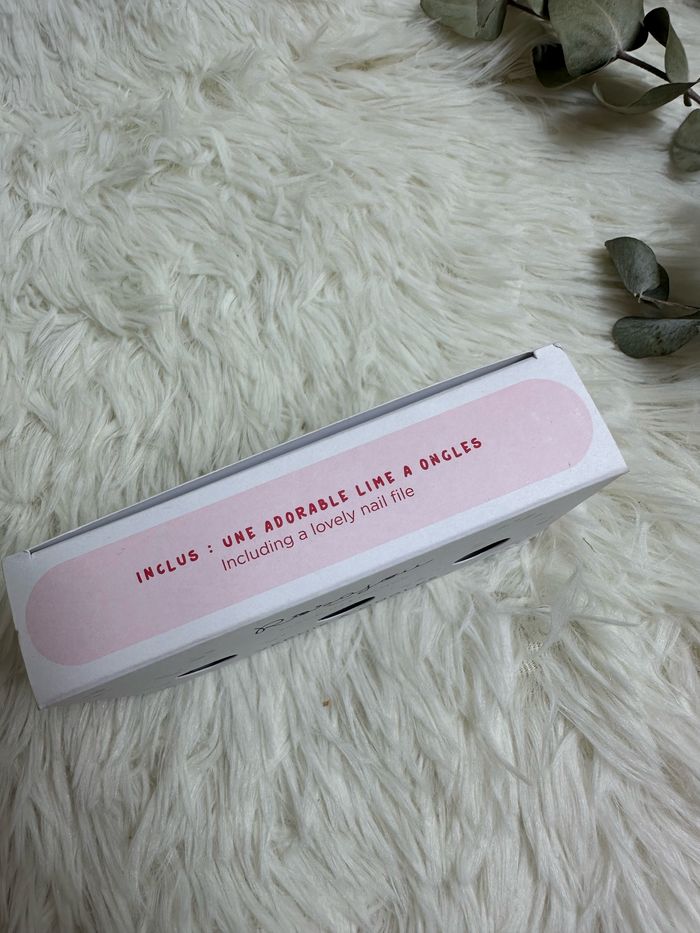 INCLUS : UNE ADORABLE LIME A ONGLES
Including a lovely nail file